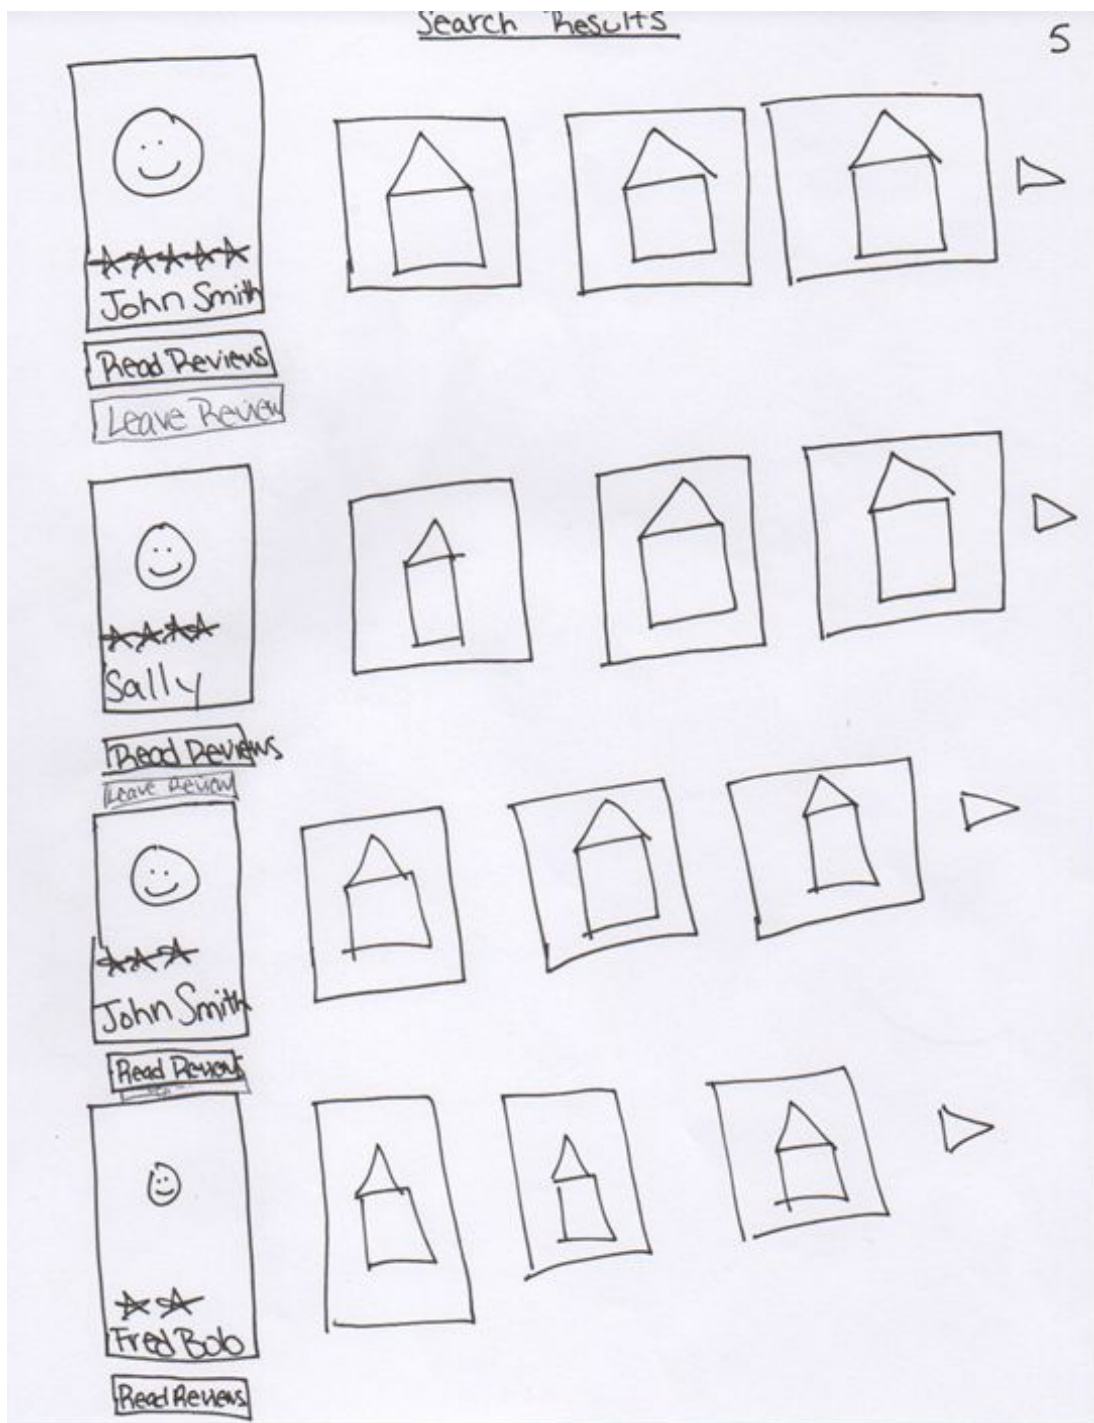 Search Results
5
John Smith
Read Reviews
Leave Review
Sally
Read Reviews
Leave Review
John Smith
Read Reviews
Fred Bob
Read Reviews